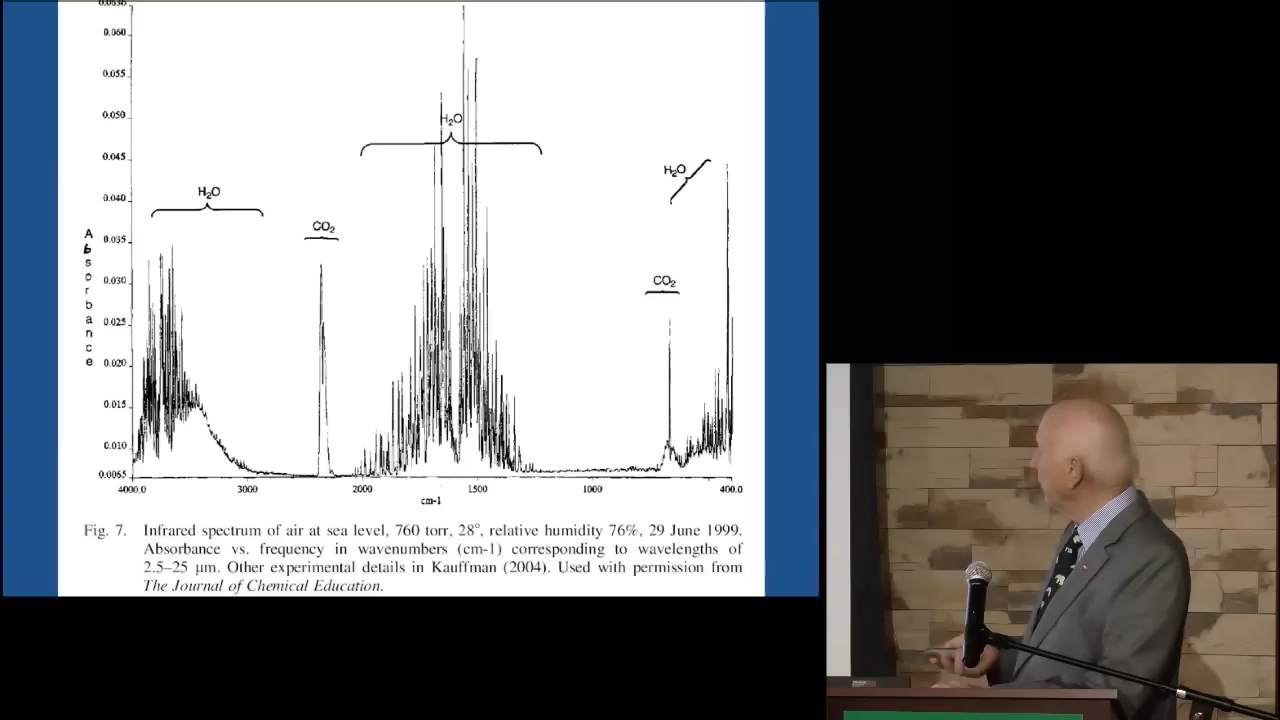 0.060
0.055
0.050
0.045
0.040
0.035
0.030
0.025
0.020
0.015
0.010
0.0065
Absorbance
H₂O
CO₂
H₂O
H₂O
CO₂
4000.0 3000 2000 1500 1000 400.0
cm-1
Fig. 7. Infrared spectrum of air at sea level, 760 torr, 28°, relative humidity 76%, 29 June 1999.
Absorbance vs. frequency in wavenumbers (cm-1) corresponding to wavelengths of
2.5–25 μm. Other experimental details in Kauffman (2004). Used with permission from
The Journal of Chemical Education.